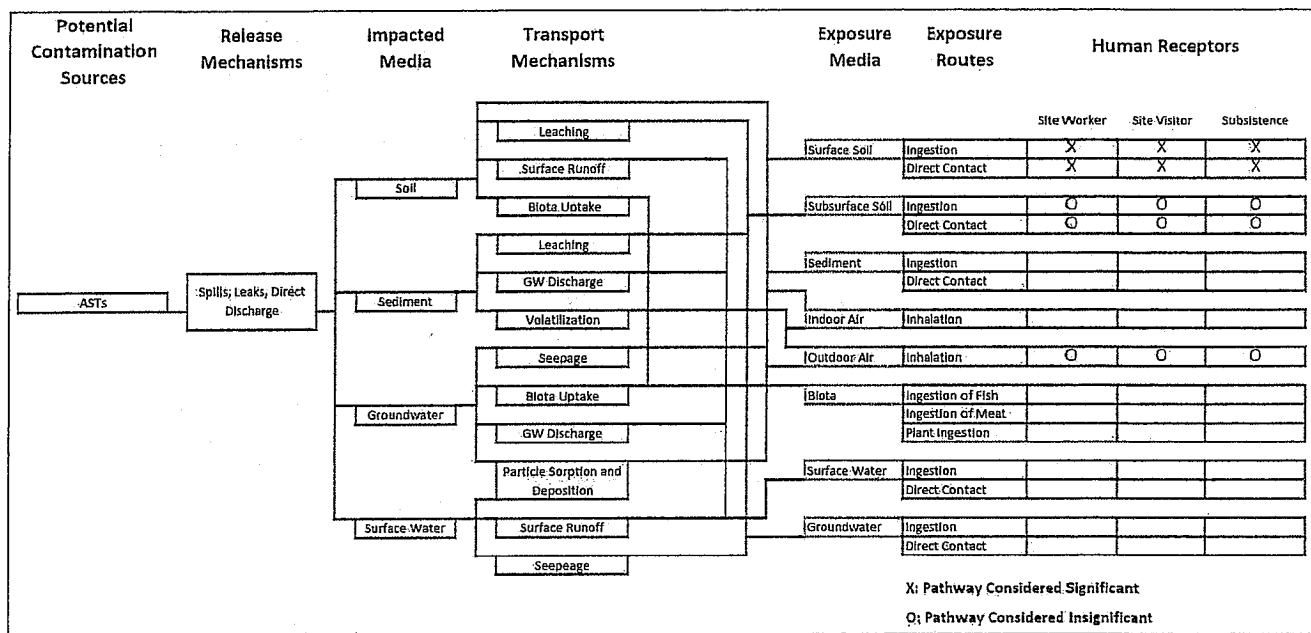 Potential
Contamination
Sources
Release
Mechanisms
Impacted
Media
Transport
Mechanisms
Exposure
Media
Exposure
Routes
Human Receptors
Site Worker Site Visitor Subsistence
ASTs
Spills, Leaks, Direct
Discharge
Soil
Sediment
Groundwater
Surface Water
Leaching
Surface Runoff
Biota Uptake
Leaching
GW Discharge
Volatilization
Seepage
Biota Uptake
GW Discharge
Particle Sorption and
Deposition
Surface Runoff
Seepeage
Surface Soil Ingestion X X X
Direct Contact X X X
Subsurface Soil Ingestion O O O
Direct Contact O O O
Sediment Ingestion
Direct Contact
Indoor Air Inhalation
Outdoor Air Inhalation O O O
Biota Ingestion of Fish
Ingestion of Meat
Plant Ingestion
Surface Water Ingestion
Direct Contact
Groundwater Ingestion
Direct Contact
X: Pathway Considered Significant
O: Pathway Considered Insignificant